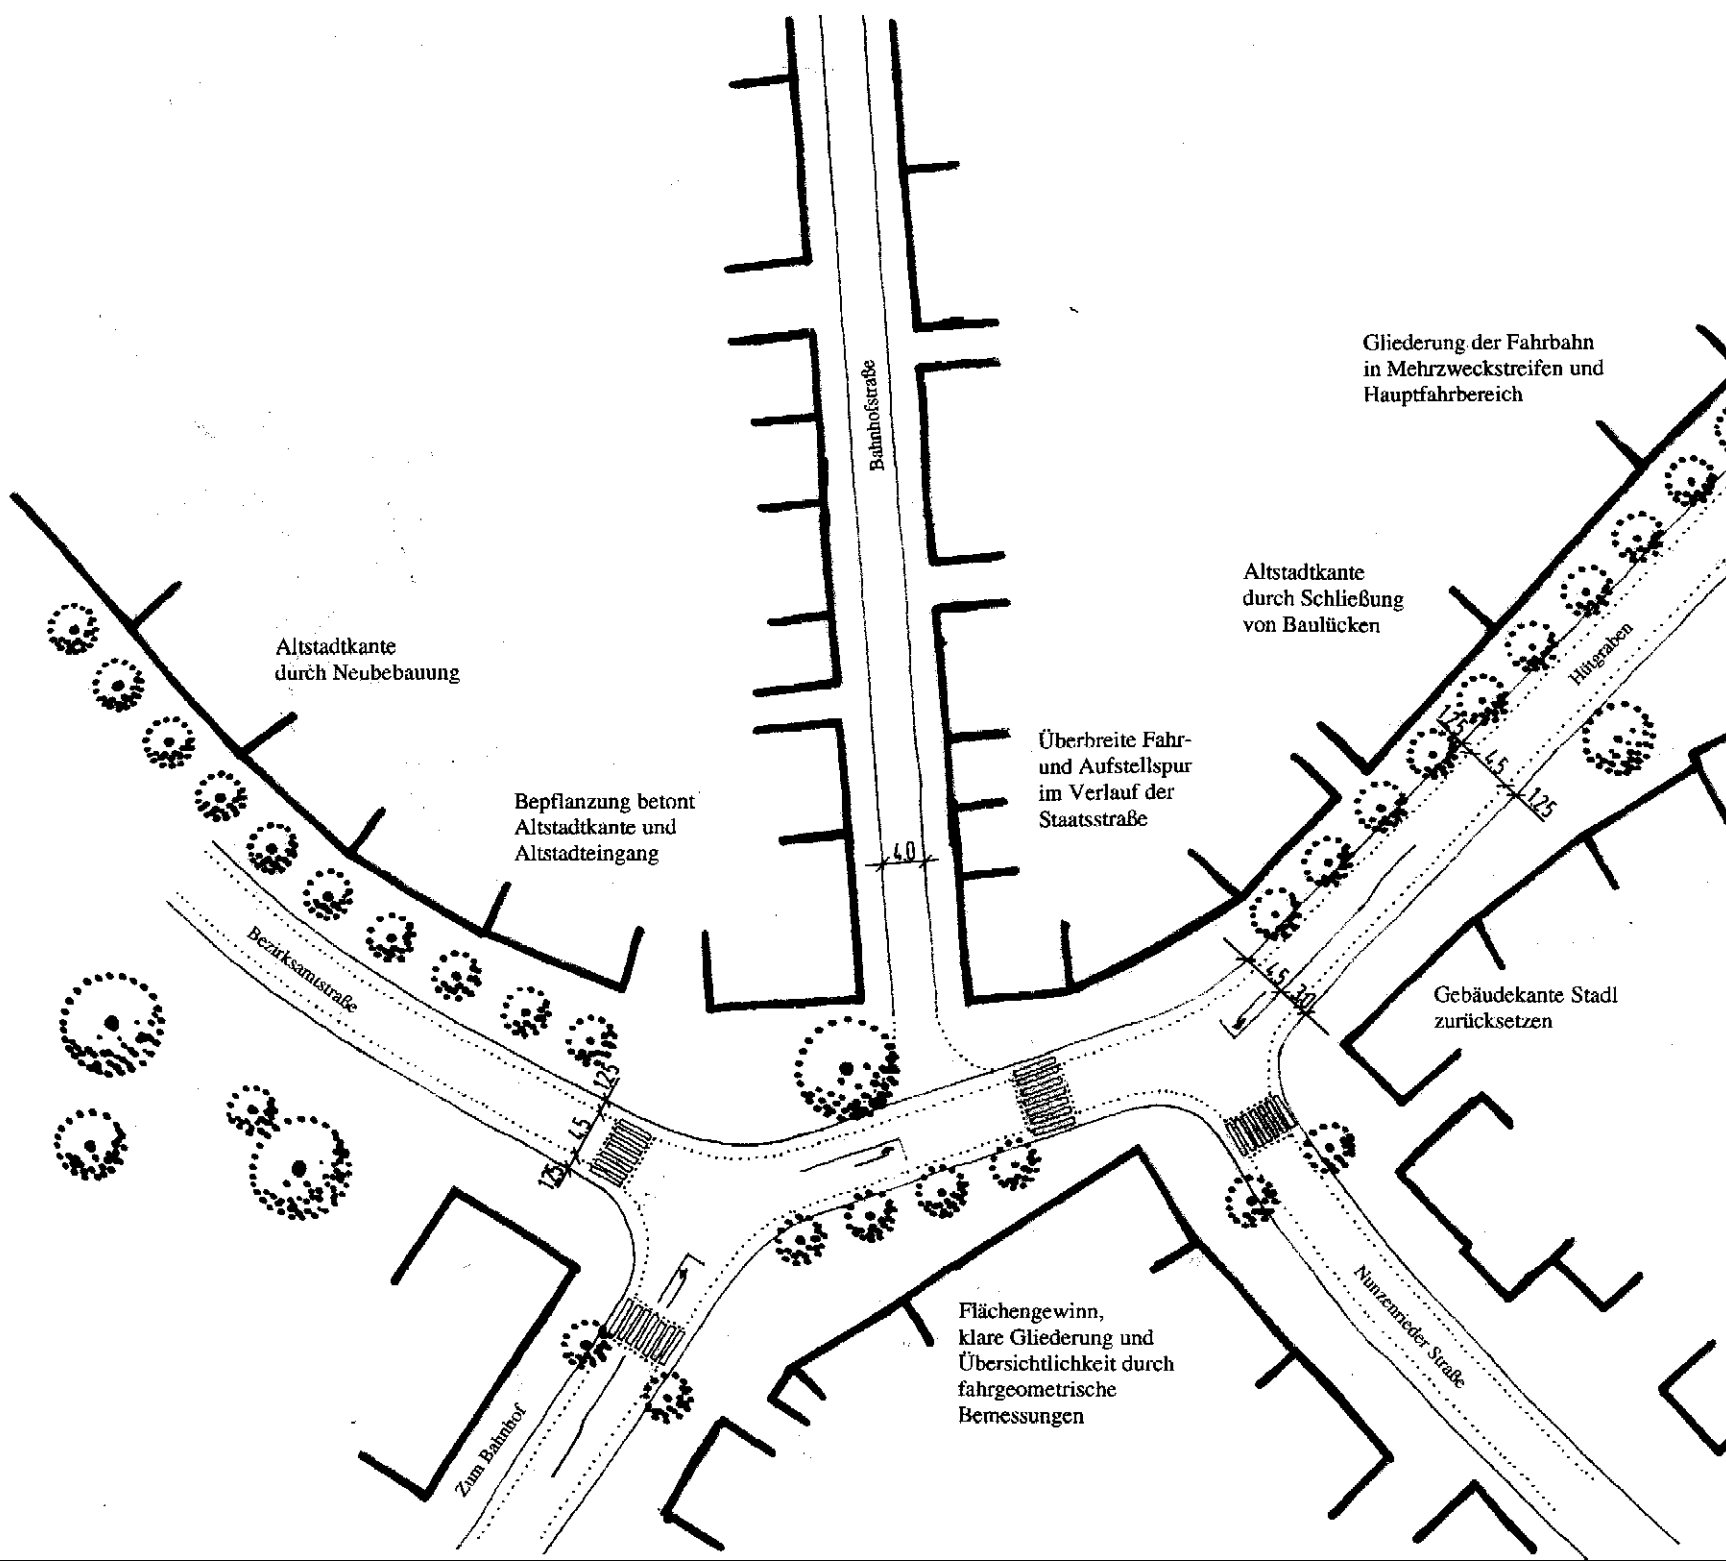 Bahnhofstraße
Gliederung der Fahrbahn
in Mehrzweckstreifen und
Hauptfahrbereich
Altstadtkante
durch Schließung
von Baulücken
Hütgraben
Altstadtkante
durch Neubebauung
Überbreite Fahr-
und Aufstellspur
im Verlauf der
Staatsstraße
1,25
4,5
1,25
Bepflanzung betont
Altstadtkante und
Altstadteingang
4,0
Bezirksamtstraße
4,5
3,0
Gebäudekante Stadl
zurücksetzen
1,25
4,5
1,25
Flächengewinn,
klare Gliederung und
Übersichtlichkeit durch
fahrgeometrische
Bemessungen
Nunzenrieder Straße
Zum Bahnhof